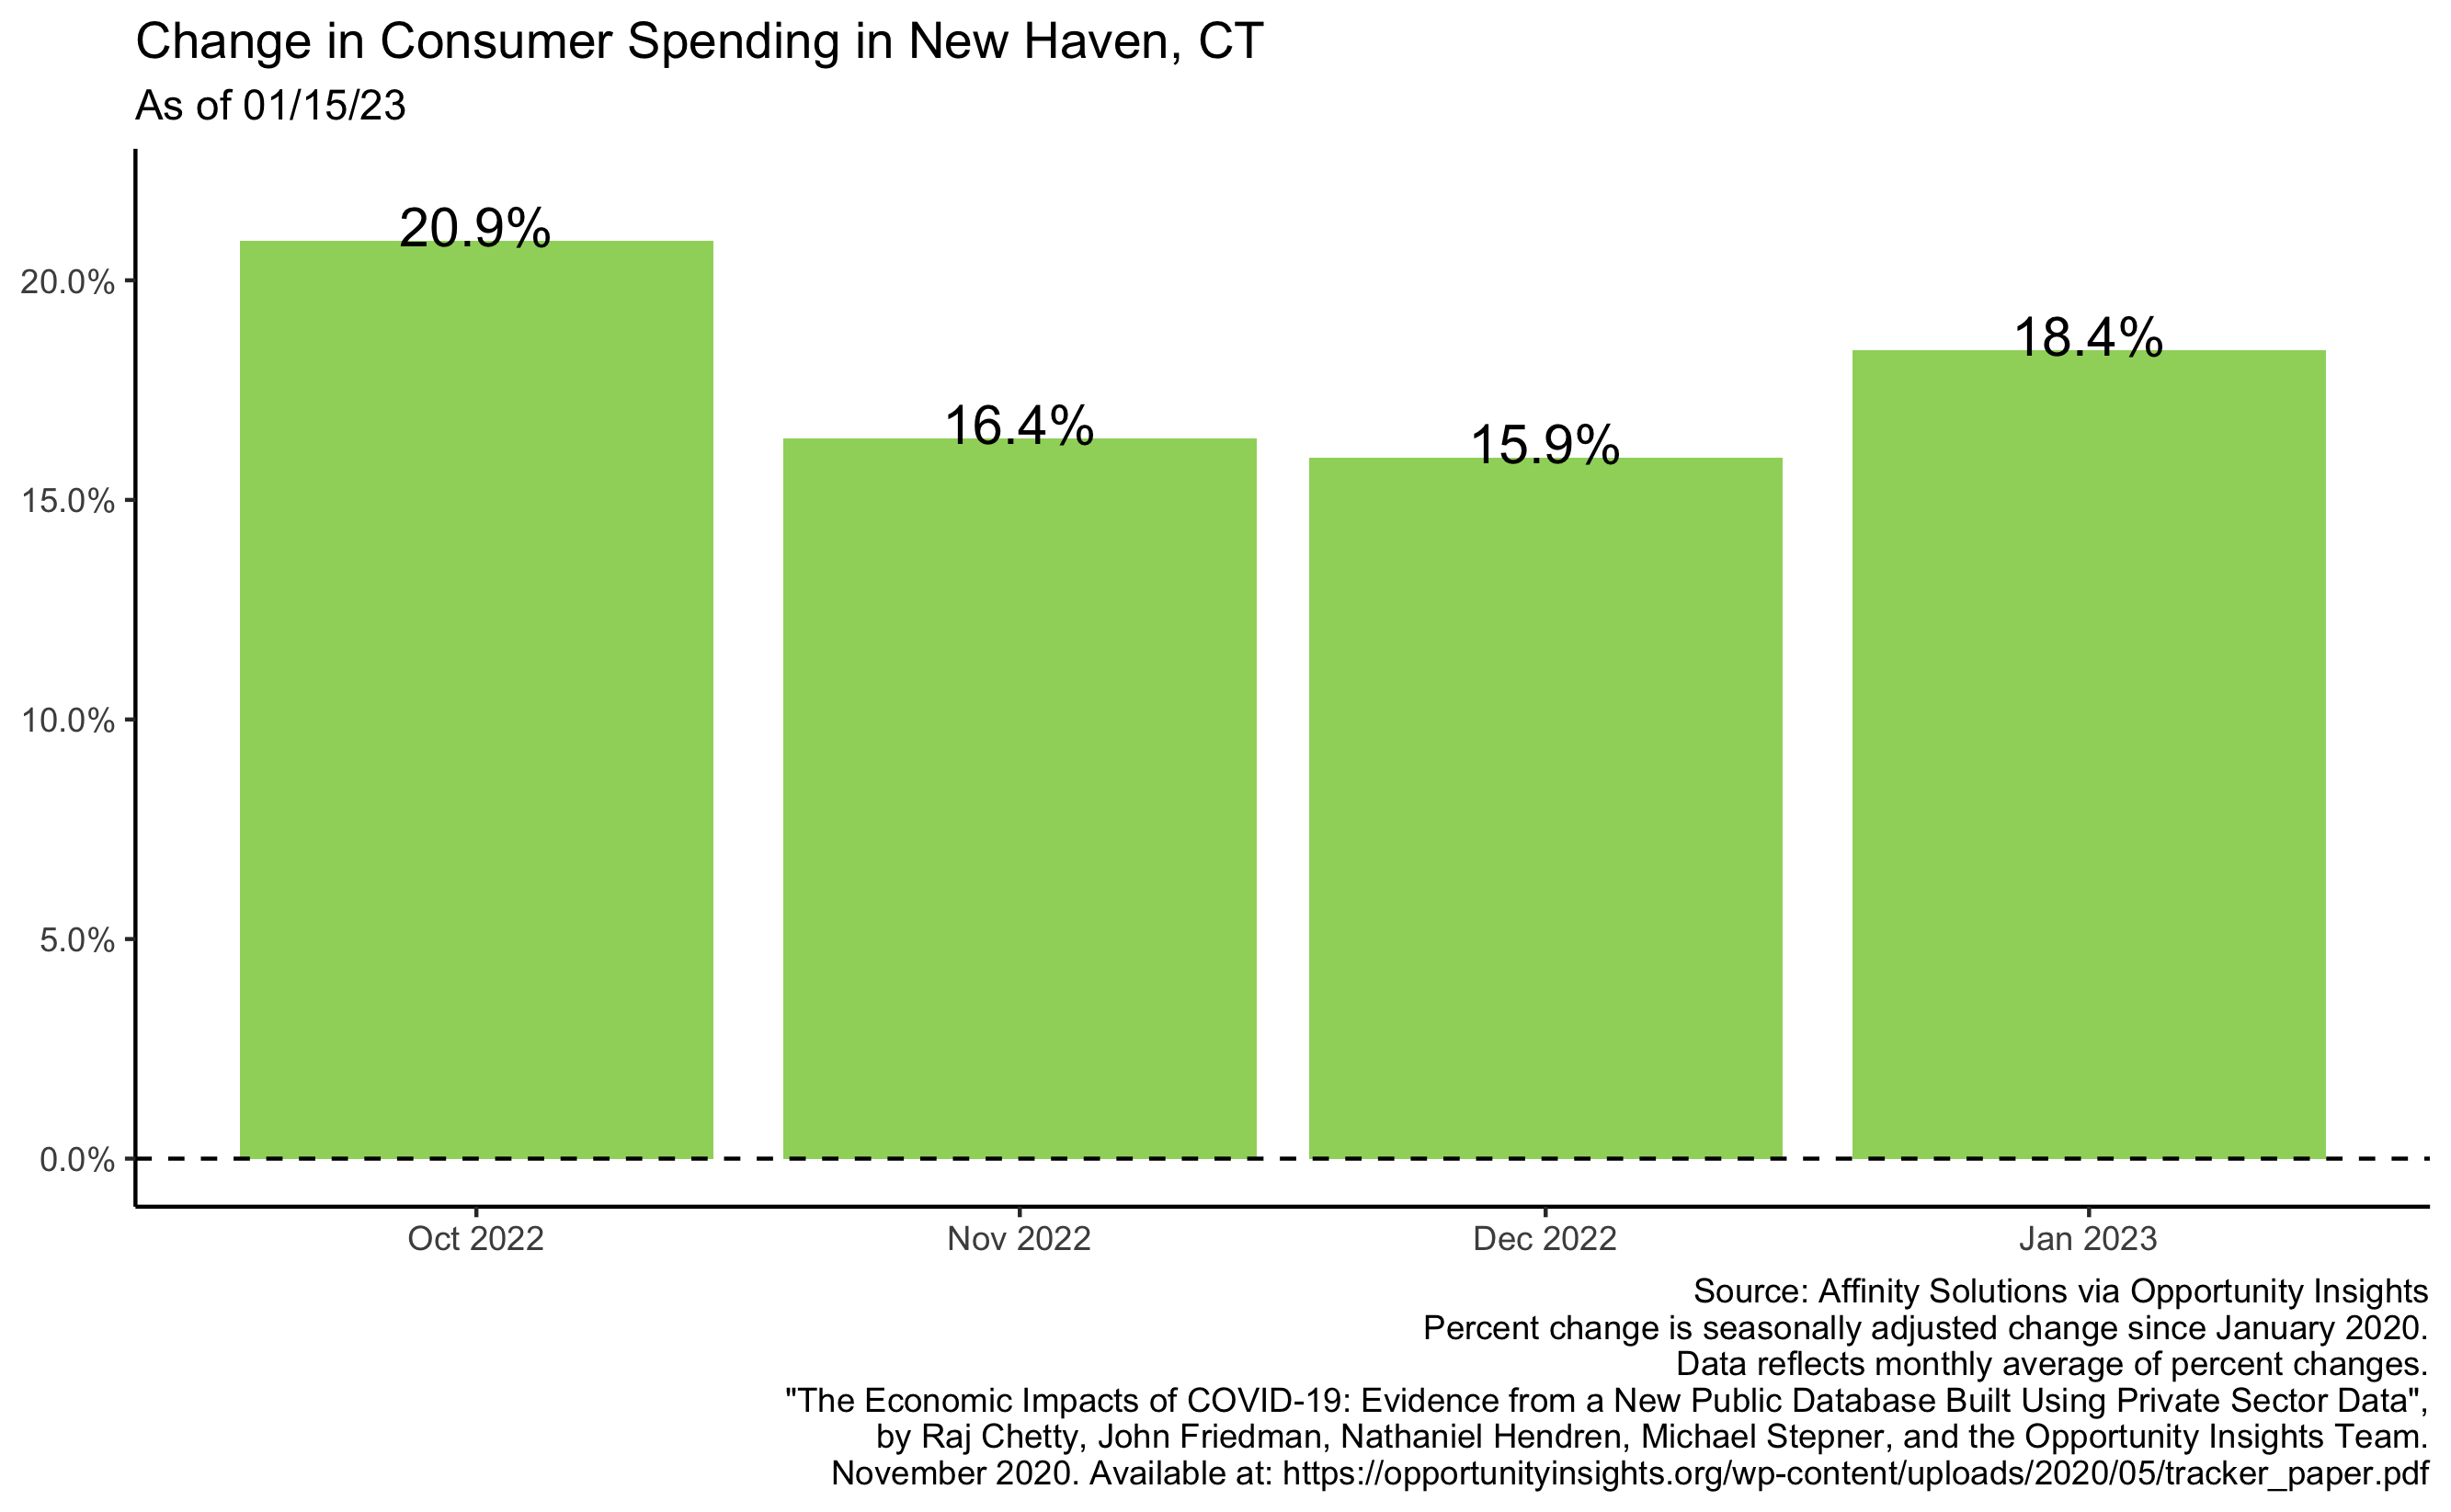 Change in Consumer Spending in New Haven, CT
As of 01/15/23
20.9%
16.4%
15.9%
18.4%
20.0%
15.0%
10.0%
5.0%
0.0%
Oct 2022
Nov 2022
Dec 2022
Jan 2023
Source: Affinity Solutions via Opportunity Insights
Percent change is seasonally adjusted change since January 2020.
Data reflects monthly average of percent changes.
"The Economic Impacts of COVID-19: Evidence from a New Public Database Built Using Private Sector Data",
by Raj Chetty, John Friedman, Nathaniel Hendren, Michael Stepner, and the Opportunity Insights Team.
November 2020. Available at: https://opportunityinsights.org/wp-content/uploads/2020/05/tracker_paper.pdf